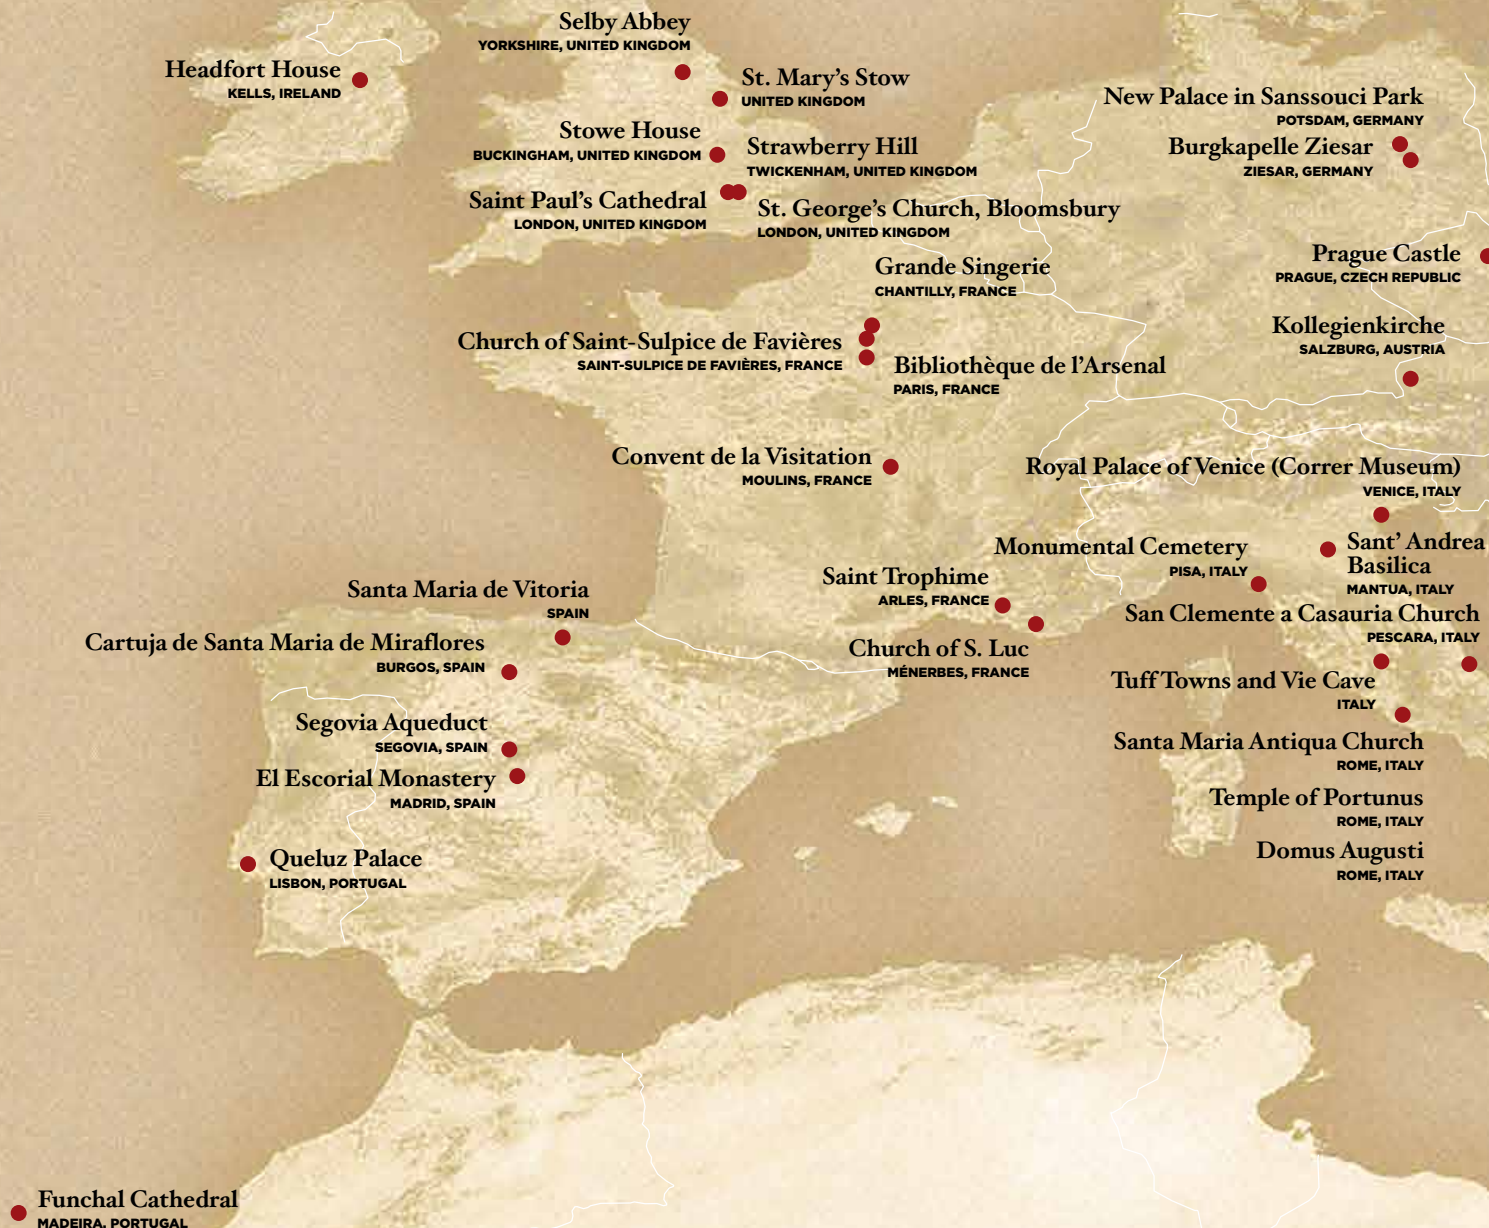 Selby Abbey
YORKSHIRE, UNITED KINGDOM
Headfort House
KELLS, IRELAND
St. Mary's Stow
UNITED KINGDOM
New Palace in Sanssouci Park
POTSDAM, GERMANY
Stowe House
BUCKINGHAM, UNITED KINGDOM
Strawberry Hill
TWICKENHAM, UNITED KINGDOM
Burgkapelle Ziesar
ZIESAR, GERMANY
Saint Paul's Cathedral
LONDON, UNITED KINGDOM
St. George's Church, Bloomsbury
LONDON, UNITED KINGDOM
Prague Castle
PRAGUE, CZECH REPUBLIC
Grande Singerie
CHANTILLY, FRANCE
Kollegienkirche
SALZBURG, AUSTRIA
Church of Saint-Sulpice de Favières
SAINT-SULPICE DE FAVIÈRES, FRANCE
Bibliothèque de l'Arsenal
PARIS, FRANCE
Convent de la Visitation
MOULINS, FRANCE
Royal Palace of Venice (Correr Museum)
VENICE, ITALY
Monumental Cemetery
PISA, ITALY
Sant' Andrea
Basilica
MANTUA, ITALY
Saint Trophime
ARLES, FRANCE
Santa Maria de Vitoria
SPAIN
San Clemente a Casauria Church
PESCARA, ITALY
Cartuja de Santa Maria de Miraflores
BURGOS, SPAIN
Church of S. Luc
MÉNERBES, FRANCE
Tuff Towns and Vie Cave
ITALY
Segovia Aqueduct
SEGOVIA, SPAIN
Santa Maria Antiqua Church
ROME, ITALY
El Escorial Monastery
MADRID, SPAIN
Temple of Portunus
ROME, ITALY
Domus Augusti
ROME, ITALY
Queluz Palace
LISBON, PORTUGAL
Funchal Cathedral
MADEIRA, PORTUGAL